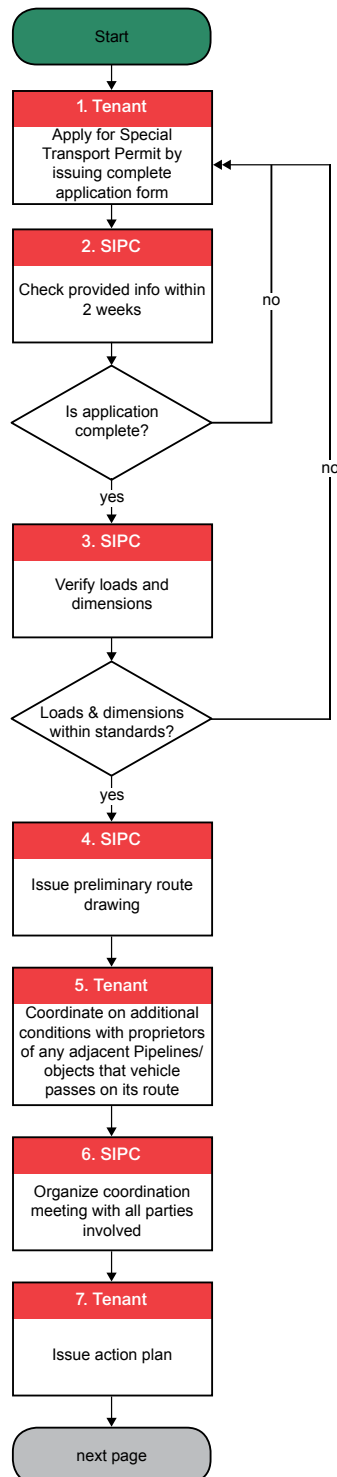 Start
1. Tenant
Apply for Special
Transport Permit by
issuing complete
application form
2. SIPC
Check provided info within
2 weeks
no
Is application
complete?
no
yes
3. SIPC
Verify loads and
dimensions
Loads & dimensions
within standards?
yes
4. SIPC
Issue preliminary route
drawing
5. Tenant
Coordinate on additional
conditions with proprietors
of any adjacent Pipelines/
objects that vehicle
passes on its route
6. SIPC
Organize coordination
meeting with all parties
involved
7. Tenant
Issue action plan
next page